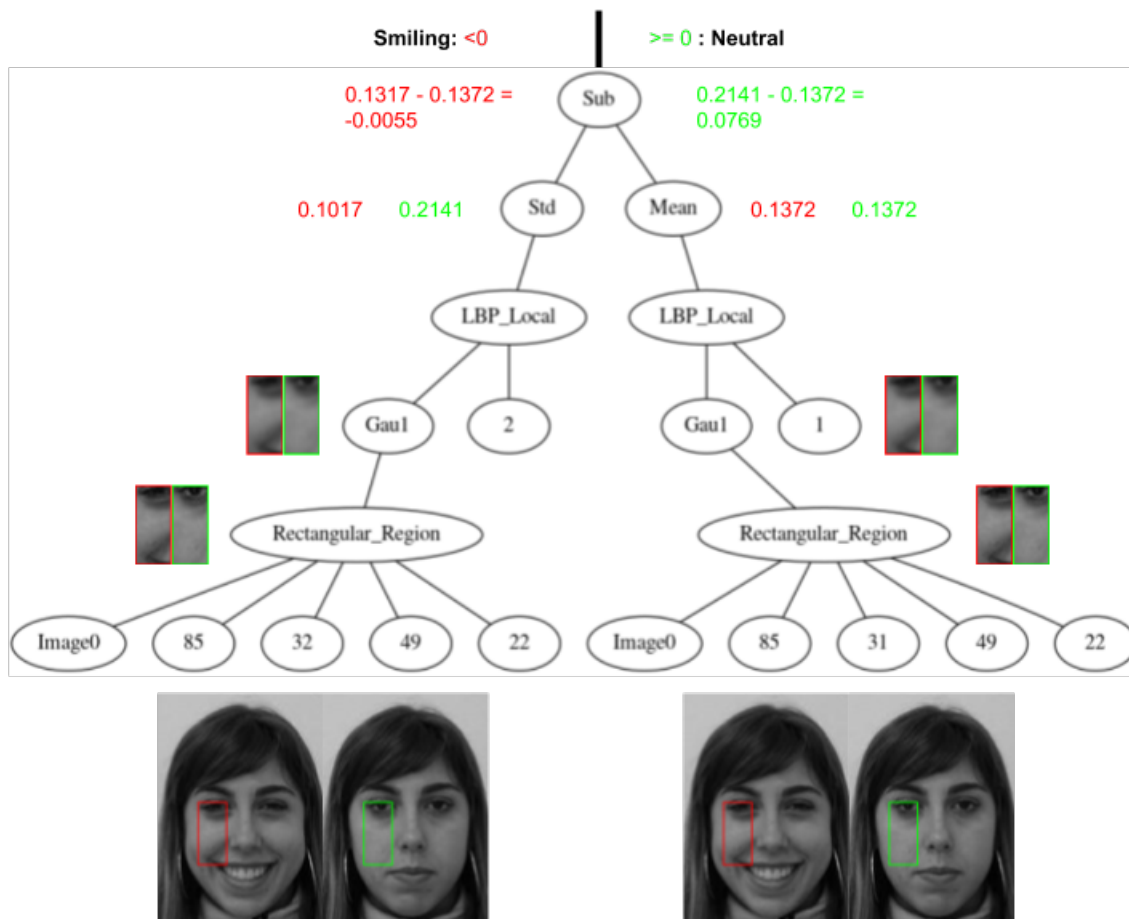 Smiling: <0
>= 0 : Neutral
0.1317 - 0.1372 =
-0.0055
Sub
0.2141 - 0.1372 =
0.0769
0.1017 0.2141 Std Mean 0.1372 0.1372
LBP_Local LBP_Local
Gau1 2 Gau1 1
Rectangular_Region Rectangular_Region
Image0 85 32 49 22 Image0 85 31 49 22